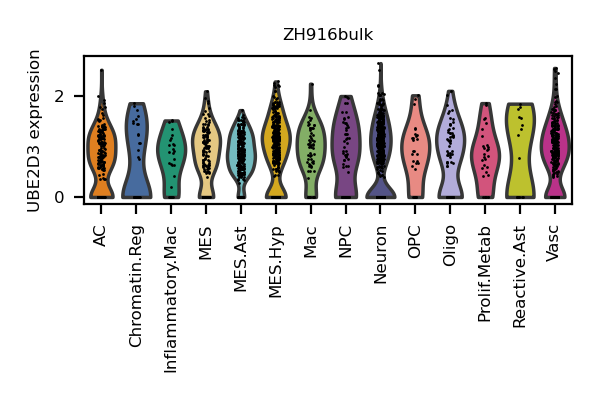 ZH916bulk
UBE2D3 expression
2
0
AC
Chromatin.Reg
Inflammatory.Mac
MES
MES.Ast
MES.Hyp
Mac
NPC
Neuron
OPC
Oligo
Prolif.Metab
Reactive.Ast
Vasc